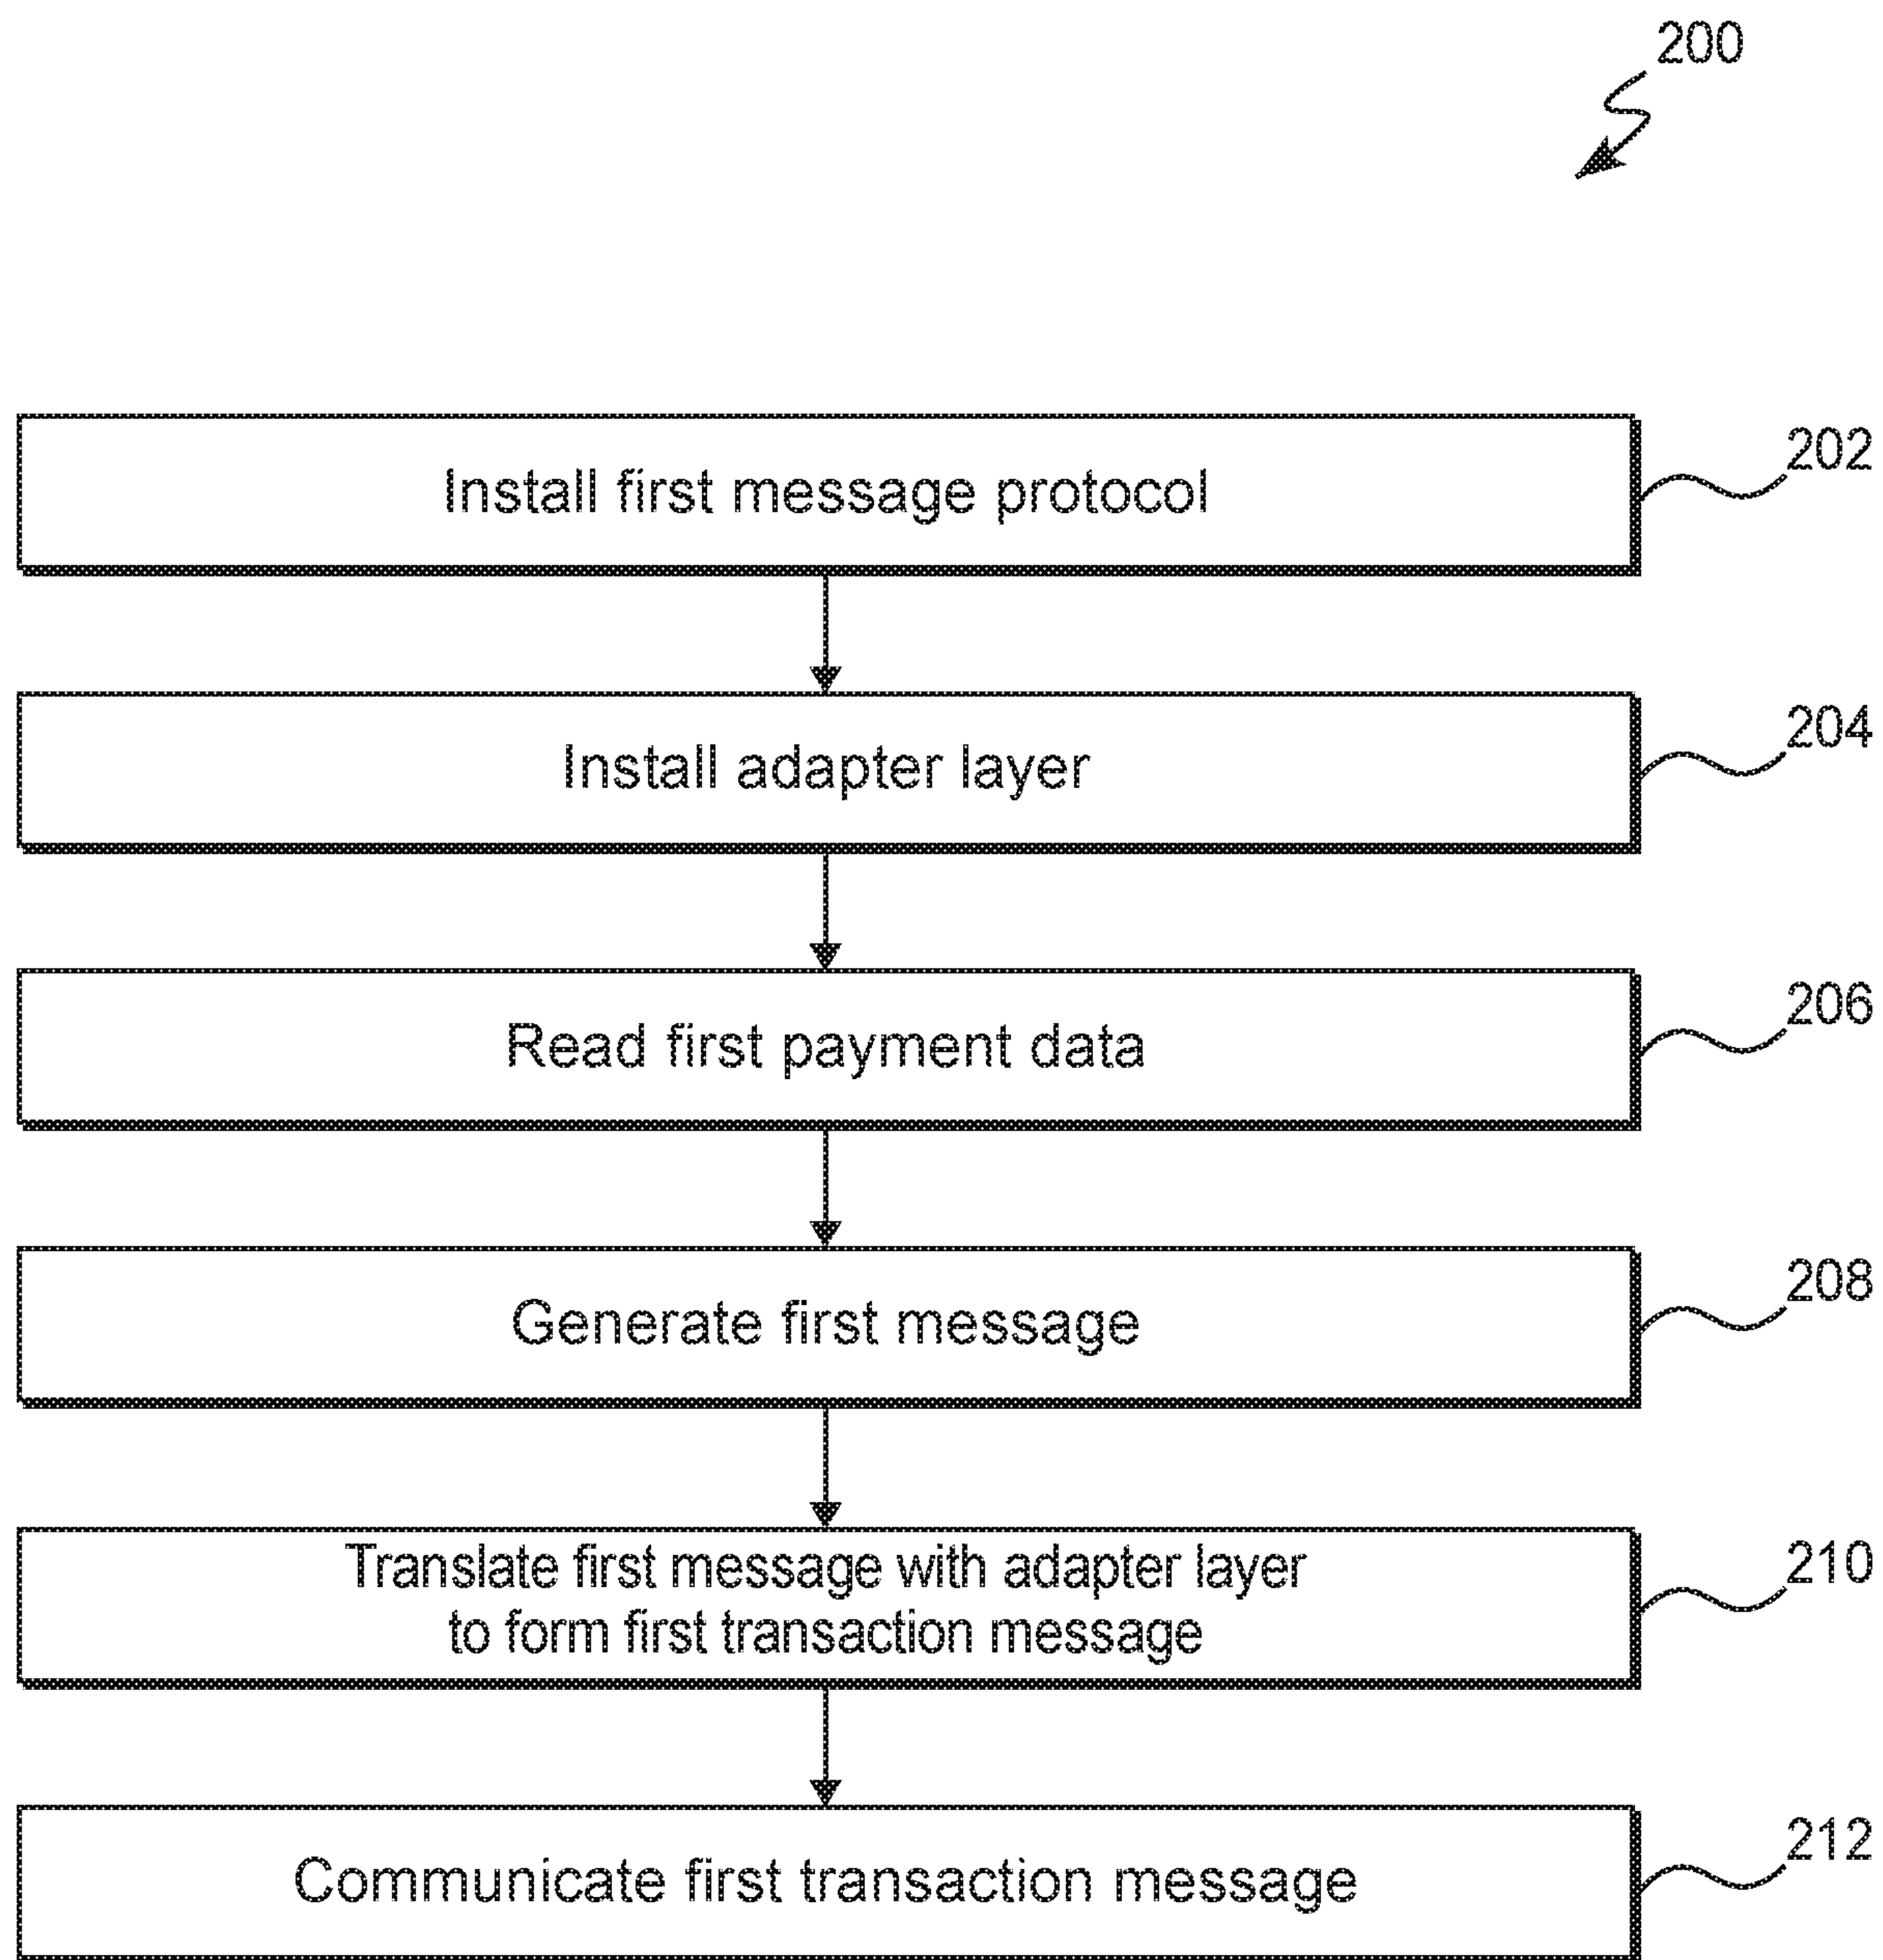 200
Install first message protocol
202
Install adapter layer
204
Read first payment data
206
Generate first message
208
Translate first message with adapter layer
to form first transaction message
210
Communicate first transaction message
212